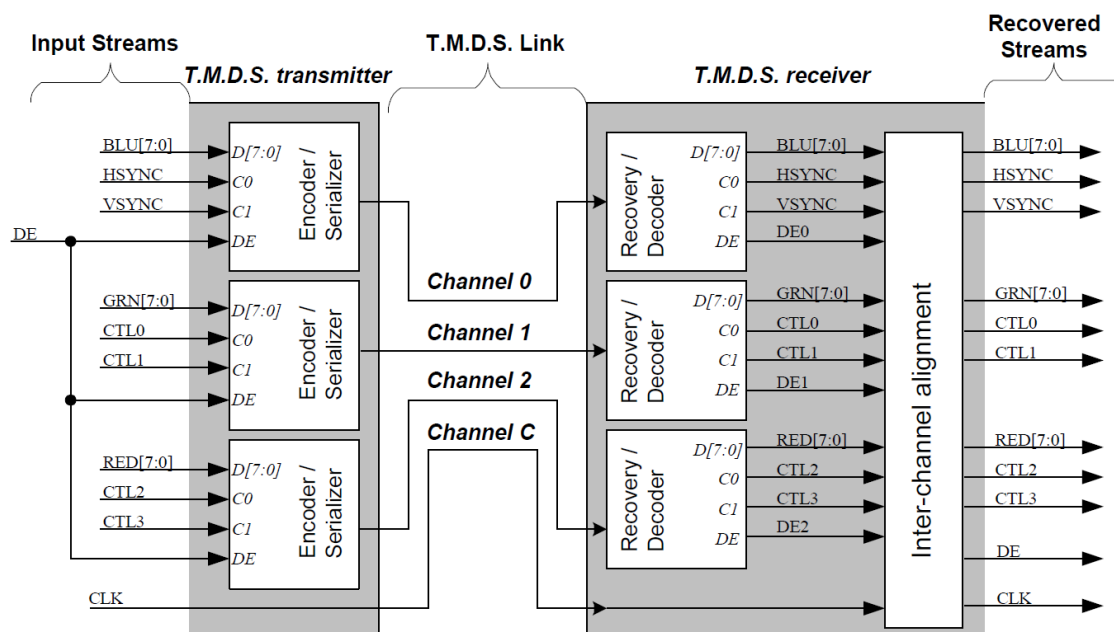 Input Streams
T.M.D.S. Link
Recovered
Streams
T.M.D.S. transmitter
T.M.D.S. receiver
BLU[7:0]
HSYNC
VSYNC
DE
D[7:0]
C0
C1
DE
Encoder /
Serializer
GRN[7:0]
CTL0
CTL1
D[7:0]
C0
C1
DE
Encoder /
Serializer
RED[7:0]
CTL2
CTL3
D[7:0]
C0
C1
DE
Encoder /
Serializer
CLK
Channel 0
Channel 1
Channel 2
Channel C
Recovery /
Decoder
D[7:0]
C0
C1
DE
BLU[7:0]
HSYNC
VSYNC
DE0
Recovery /
Decoder
D[7:0]
C0
C1
DE
GRN[7:0]
CTL0
CTL1
DE1
Recovery /
Decoder
D[7:0]
C0
C1
DE
RED[7:0]
CTL2
CTL3
DE2
Inter-channel alignment
BLU[7:0]
HSYNC
VSYNC
GRN[7:0]
CTL0
CTL1
RED[7:0]
CTL2
CTL3
DE
CLK